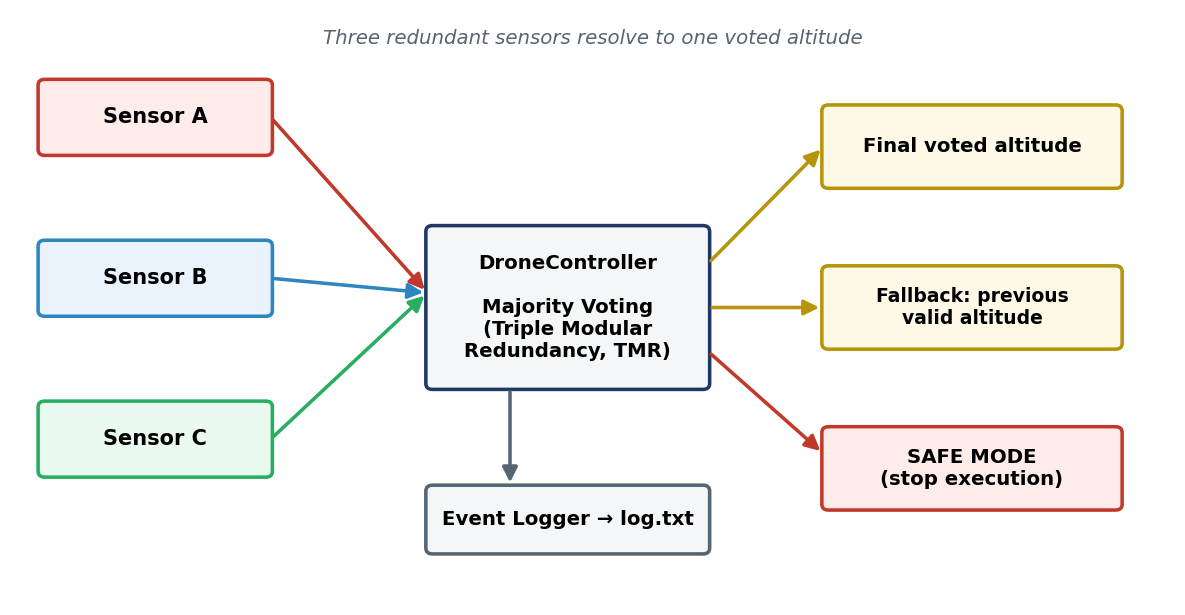 Three redundant sensors resolve to one voted altitude
Sensor A
Sensor B
Sensor C
DroneController
Majority Voting
(Triple Modular
Redundancy, TMR)
Event Logger → log.txt
Final voted altitude
Fallback: previous
valid altitude
SAFE MODE
(stop execution)